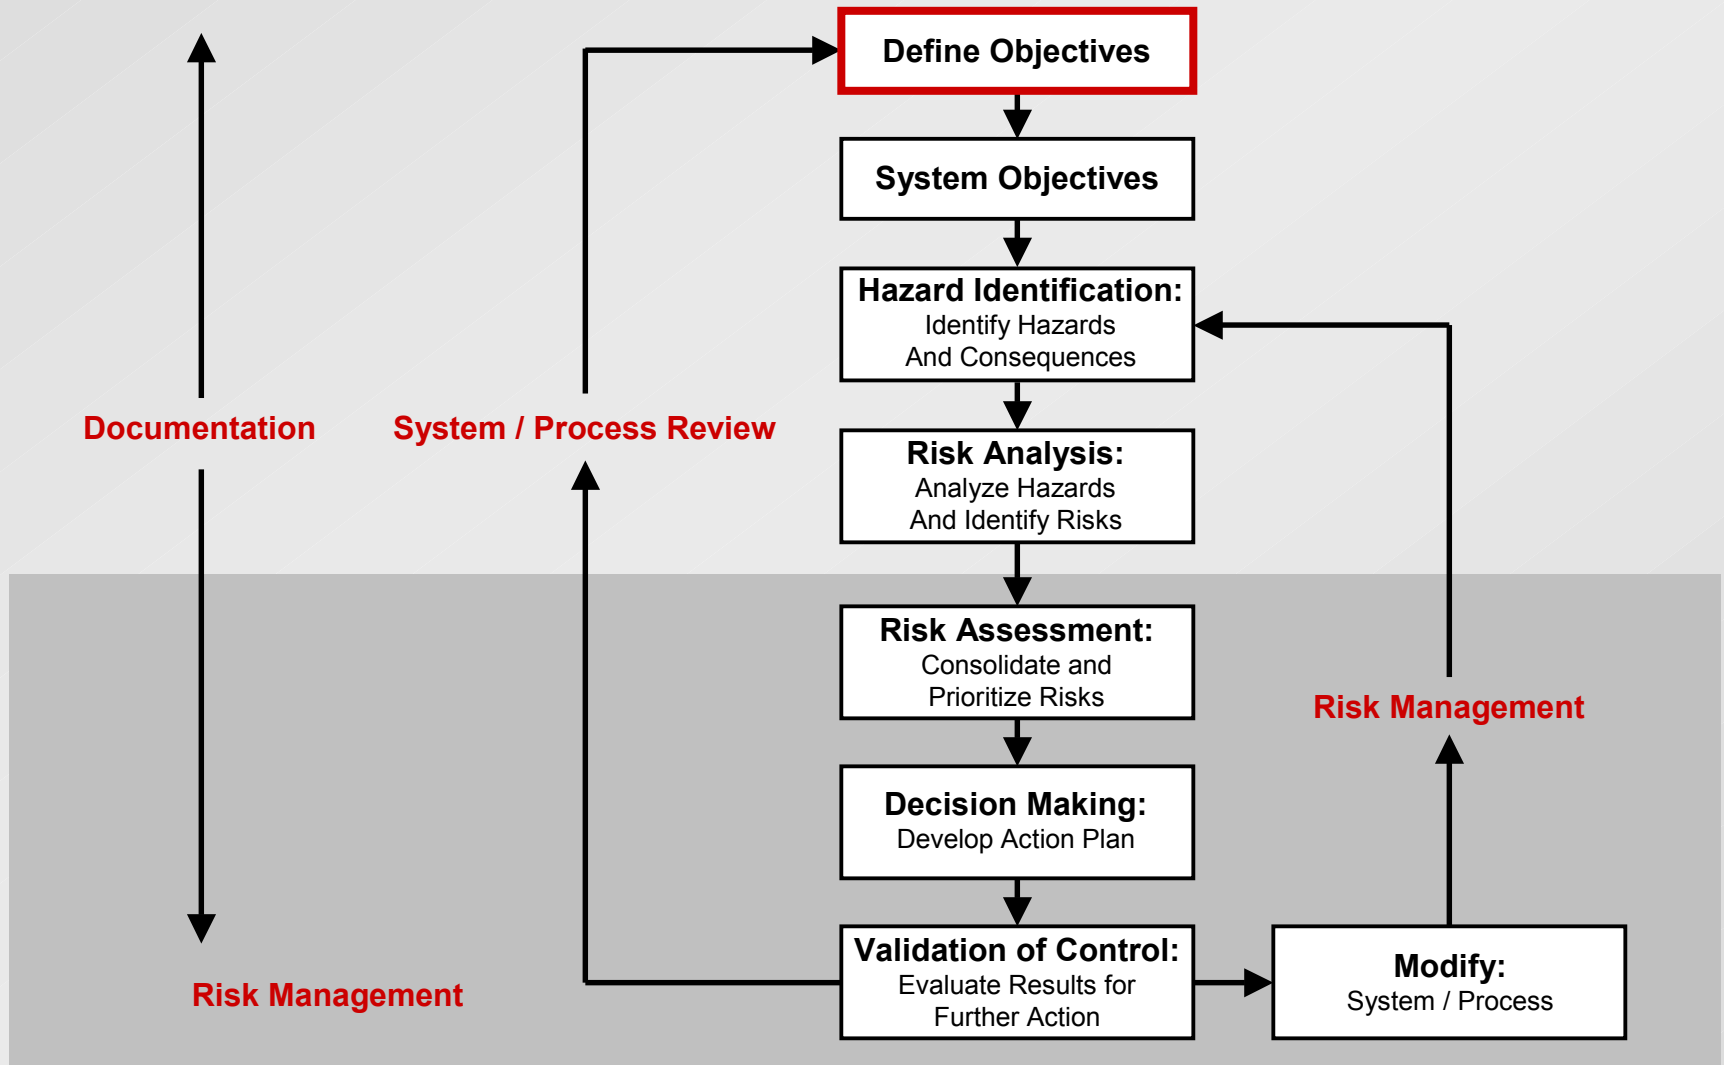 Define Objectives
System Objectives
Hazard Identification:
Identify Hazards
And Consequences
Documentation
System / Process Review
Risk Analysis:
Analyze Hazards
And Identify Risks
Risk Assessment:
Consolidate and
Prioritize Risks
Risk Management
Decision Making:
Develop Action Plan
Validation of Control:
Evaluate Results for
Further Action
Modify:
System / Process
Risk Management